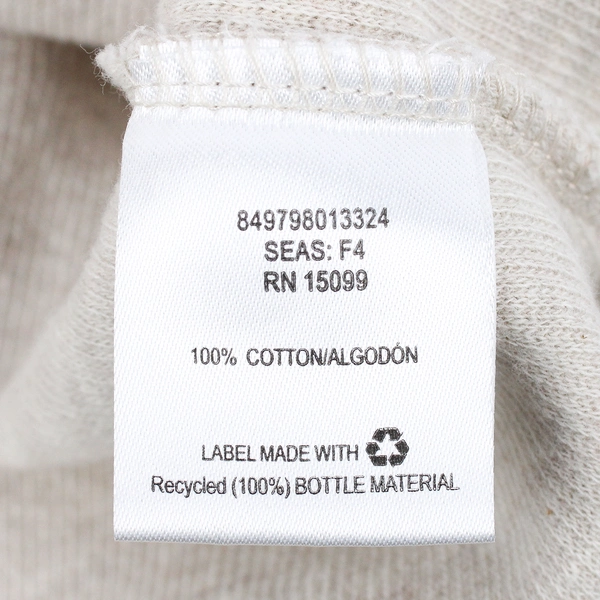 849798013324
SEAS: F4
RN 15099
100% COTTON/ALGODÓN
LABEL MADE WITH
Recycled (100%) BOTTLE MATERIAL